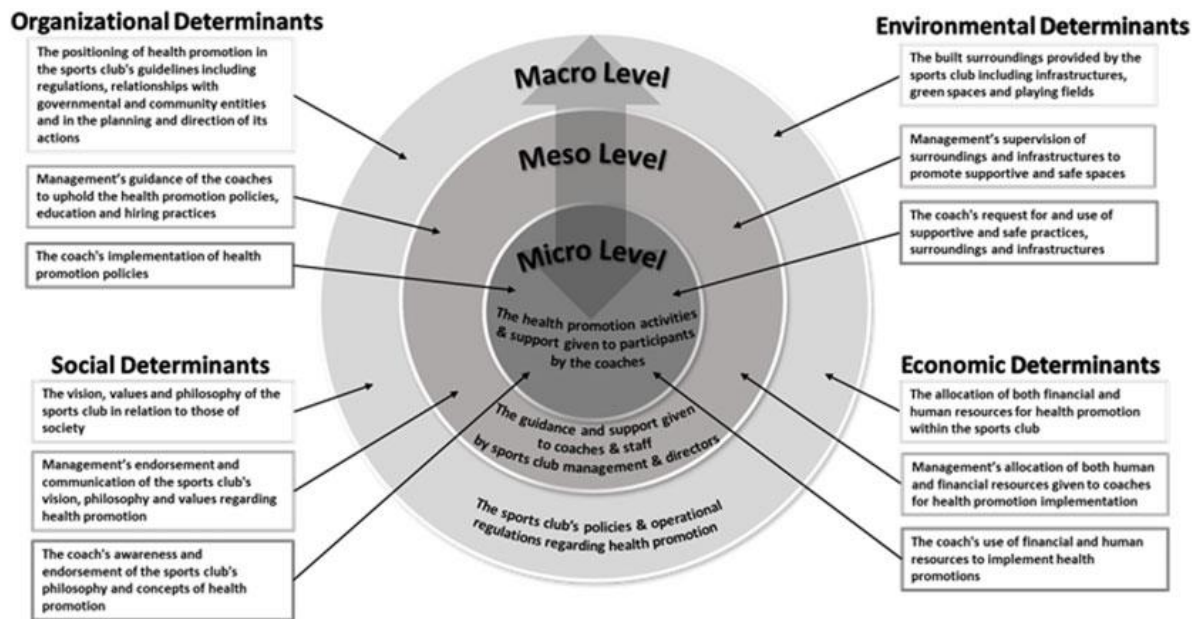 Organizational Determinants
The positioning of health promotion in
the sports club's guidelines including
regulations, relationships with
governmental and community entities
and in the planning and direction of its
actions
Management's guidance of the coaches
to uphold the health promotion policies,
education and hiring practices
The coach's implementation of health
promotion policies
Social Determinants
The vision, values and philosophy of the
sports club in relation to those of
society
Management's endorsement and
communication of the sports club's
vision, philosophy and values regarding
health promotion
The coach's awareness and
endorsement of the sports club's
philosophy and concepts of health
promotion
Macro Level
Meso Level
Micro Level
The health promotion activities
& support given to participants
by the coaches
The guidance and support given
to coaches & staff
by sports club management & directors
The sports club's policies & operational
regulations regarding health promotion
Environmental Determinants
The built surroundings provided by the
sports club including infrastructures,
green spaces and playing fields
Management's supervision of
surroundings and infrastructures to
promote supportive and safe spaces
The coach's request for and use of
supportive and safe practices,
surroundings and infrastructures
Economic Determinants
The allocation of both financial and
human resources for health promotion
within the sports club
Management's allocation of both human
and financial resources given to coaches
for health promotion implementation
The coach's use of financial and human
resources to implement health
promotions